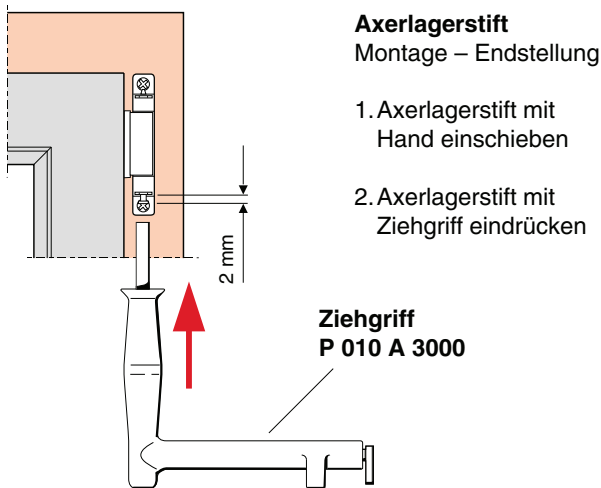 Axerlagerstift
Montage – Endstellung
1. Axerlagerstift mit
Hand einschieben
2. Axerlagerstift mit
Ziehgriff eindrücken
2 mm
Ziehgriff
P 010 A 3000